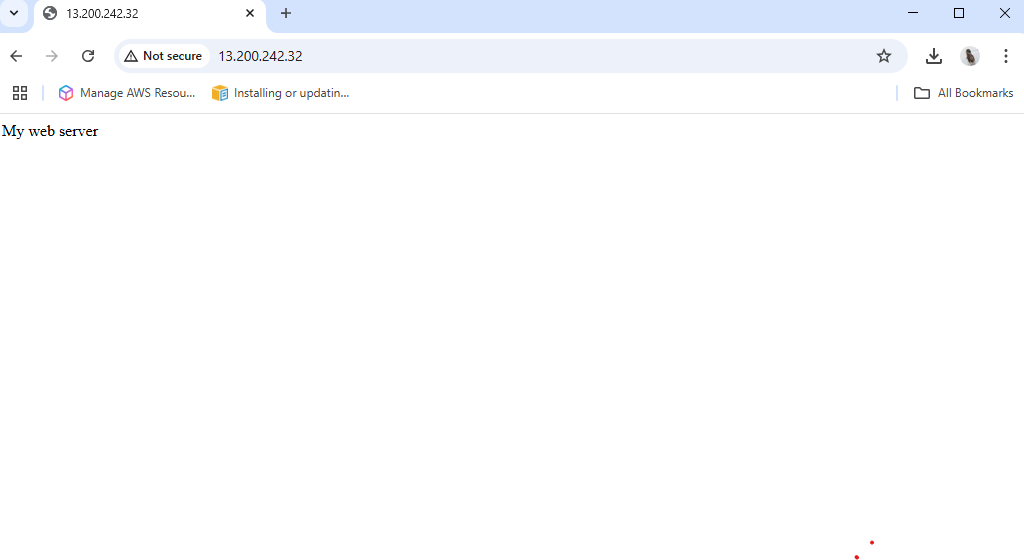 13.200.242.32
Not secure 13.200.242.32
Manage AWS Resou... Installing or updatin... All Bookmarks
My web server